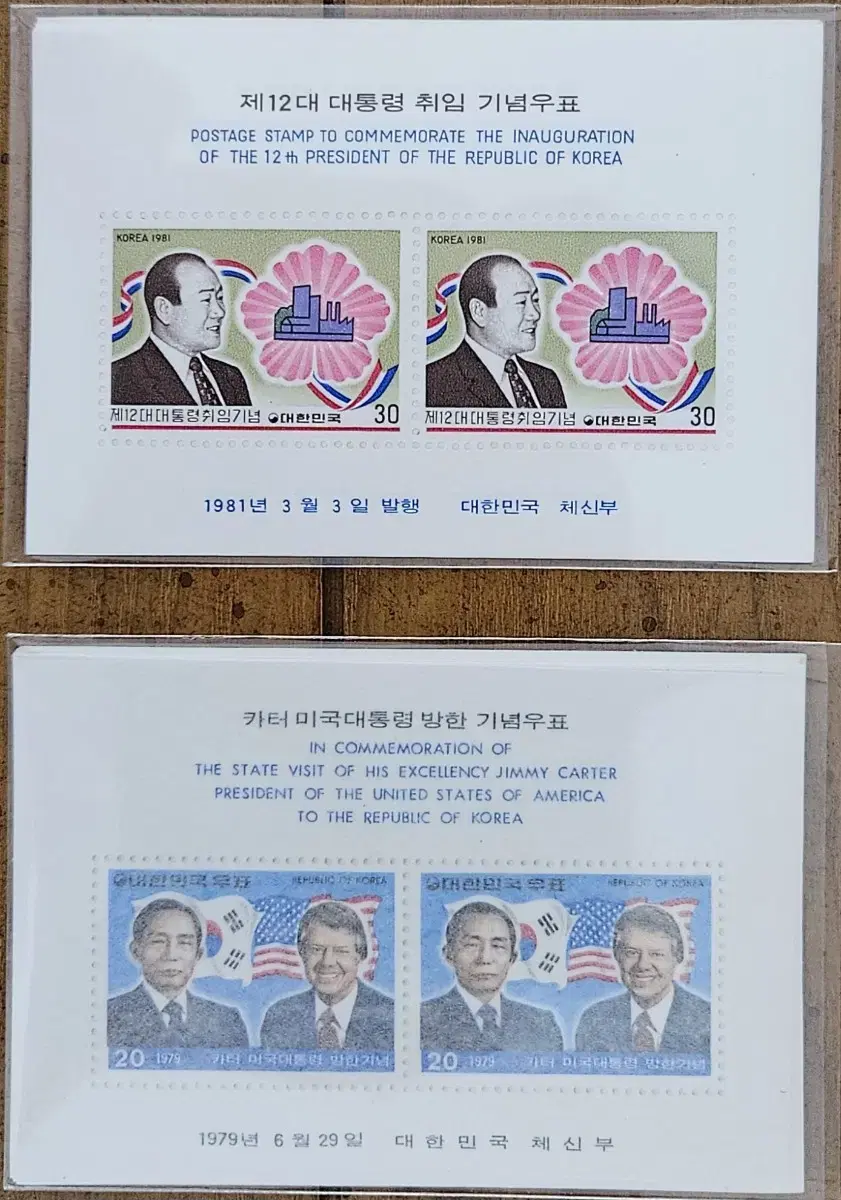 제12대 대통령 취임 기념우표
POSTAGE STAMP TO COMMEMORATE THE INAUGURATION
OF THE 12th PRESIDENT OF THE REPUBLIC OF KOREA
KOREA 1981
제12대대통령취임기념 대한민국 30
KOREA 1981
제12대대통령취임기념 대한민국 30
1981년 3월 3일 발행 대한민국 체신부
카터 미국대통령 방한 기념우표
IN COMMEMORATION OF
THE STATE VISIT OF HIS EXCELLENCY JIMMY CARTER
PRESIDENT OF THE UNITED STATES OF AMERICA
TO THE REPUBLIC OF KOREA
대한민국우표 REPUBLIC OF KOREA
20 1979 카터 미국대통령 방한기념
대한민국우표 REPUBLIC OF KOREA
20 1979 카터 미국대통령 방한기념
1979년 6월 29일 대한민국 체신부